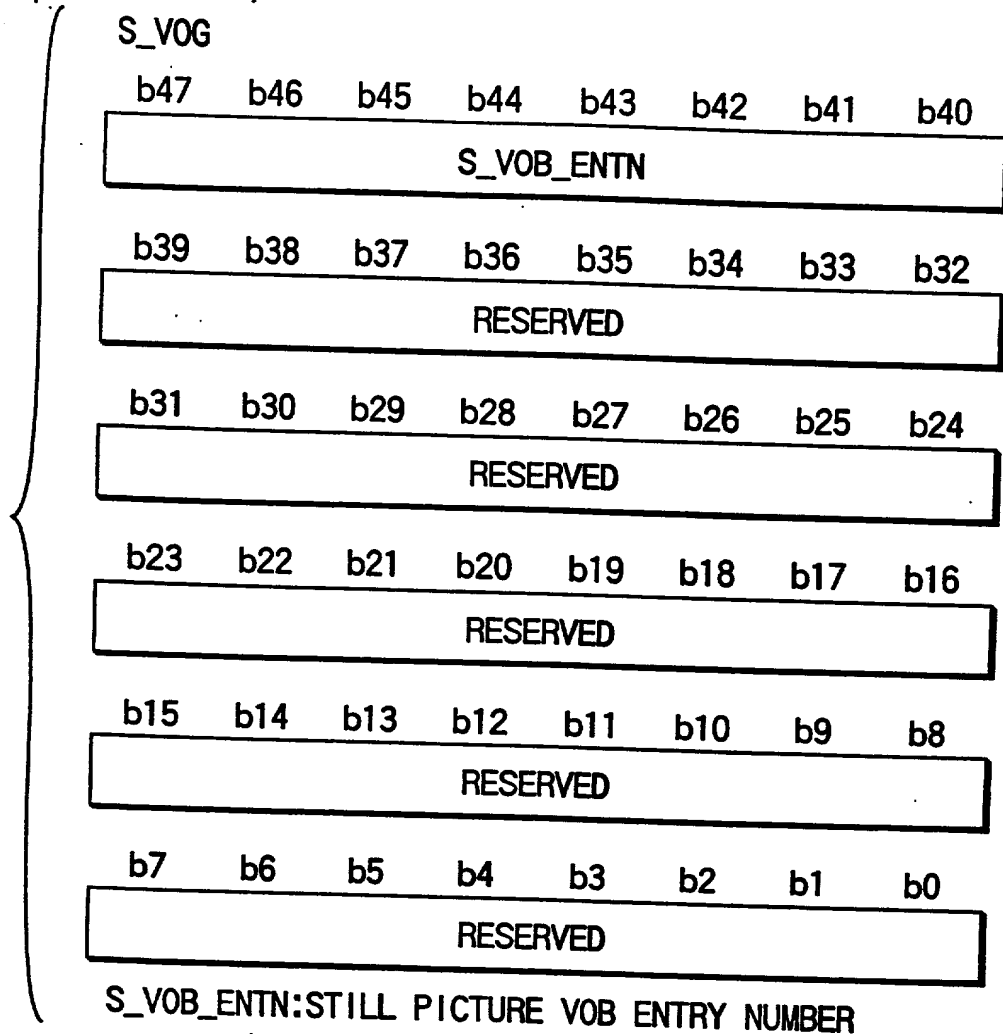 S_VOG
b47 b46 b45 b44 b43 b42 b41 b40
S_VOB_ENTN
b39 b38 b37 b36 b35 b34 b33 b32
RESERVED
b31 b30 b29 b28 b27 b26 b25 b24
RESERVED
b23 b22 b21 b20 b19 b18 b17 b16
RESERVED
b15 b14 b13 b12 b11 b10 b9 b8
RESERVED
b7 b6 b5 b4 b3 b2 b1 b0
RESERVED
S_VOB_ENTN:STILL PICTURE VOB ENTRY NUMBER